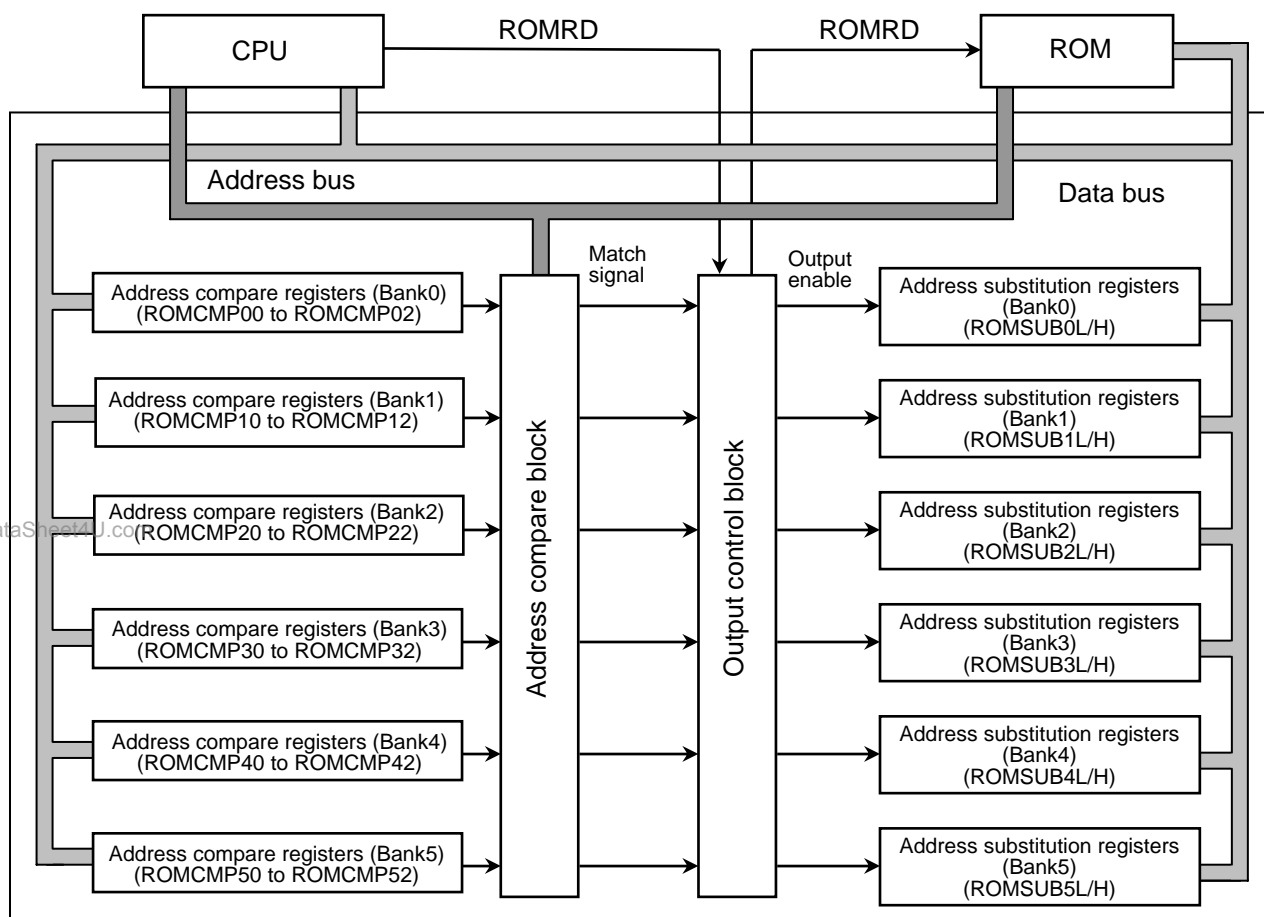 CPU
ROMRD
ROMRD
ROM
Address bus
Data bus
Match
signal
Output
enable
Address compare registers (Bank0)
(ROMCMP00 to ROMCMP02)
Address substitution registers
(Bank0)
(ROMSUB0L/H)
Address compare registers (Bank1)
(ROMCMP10 to ROMCMP12)
Address substitution registers
(Bank1)
(ROMSUB1L/H)
Address compare block
Output control block
Address compare registers (Bank2)
(ROMCMP20 to ROMCMP22)
Address substitution registers
(Bank2)
(ROMSUB2L/H)
ataSheet4U.com
Address compare registers (Bank3)
(ROMCMP30 to ROMCMP32)
Address substitution registers
(Bank3)
(ROMSUB3L/H)
Address compare registers (Bank4)
(ROMCMP40 to ROMCMP42)
Address substitution registers
(Bank4)
(ROMSUB4L/H)
Address compare registers (Bank5)
(ROMCMP50 to ROMCMP52)
Address substitution registers
(Bank5)
(ROMSUB5L/H)